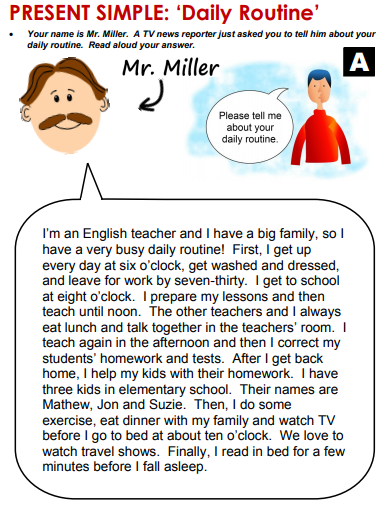 PRESENT SIMPLE: ‘Daily Routine’
• Your name is Mr. Miller. A TV news reporter just asked you to tell him about your
daily routine. Read aloud your answer.
Mr. Miller
A
Please tell me
about your
daily routine.
I’m an English teacher and I have a big family, so I
have a very busy daily routine! First, I get up
every day at six o’clock, get washed and dressed,
and leave for work by seven-thirty. I get to school
at eight o’clock. I prepare my lessons and then
teach until noon. The other teachers and I always
eat lunch and talk together in the teachers’ room. I
teach again in the afternoon and then I correct my
students’ homework and tests. After I get back
home, I help my kids with their homework. I have
three kids in elementary school. Their names are
Mathew, Jon and Suzie. Then, I do some
exercise, eat dinner with my family and watch TV
before I go to bed at about ten o’clock. We love to
watch travel shows. Finally, I read in bed for a few
minutes before I fall asleep.